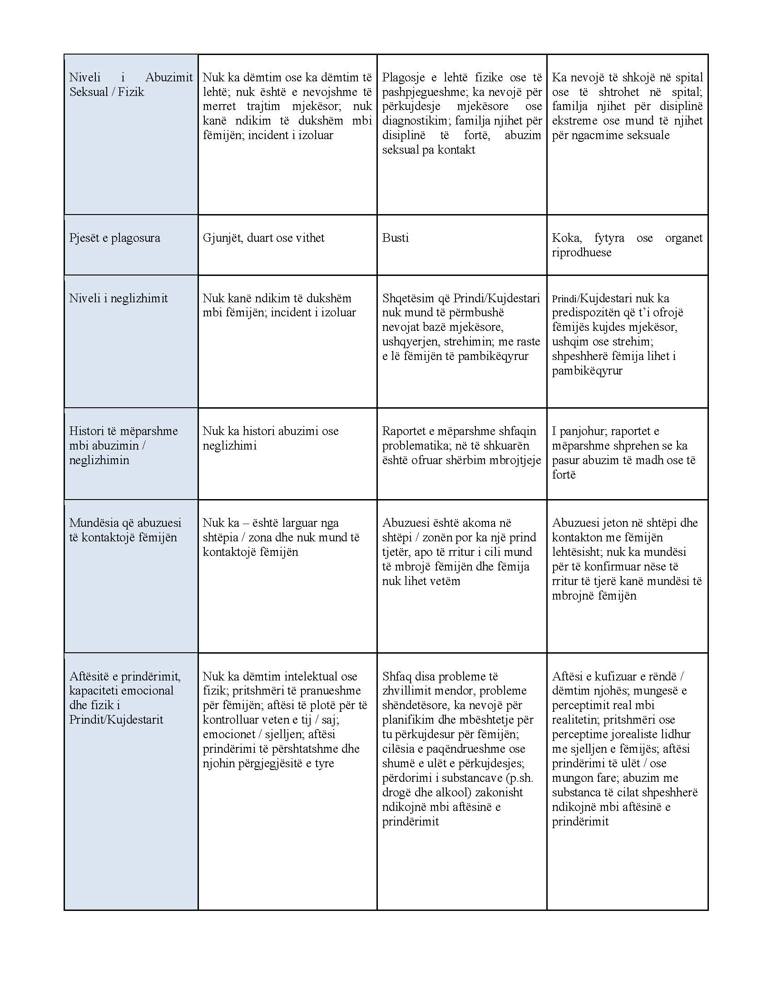 Niveli i Abuzimit
Seksual / Fizik
Nuk ka dëmtim ose ka dëmtim të
lehtë; nuk është e nevojshme të
merret trajtim mjekësor; nuk
kanë ndikim të dukshëm mbi
fëmijën; incident i izoluar
Plagosje e lehtë fizike ose të
pashpjegueshme; ka nevojë për
përkujdesje mjekësore ose
diagnostikim; familja njihet për
disiplinë të fortë, abuzim
seksual pa kontakt
Ka nevojë të shkojë në spital
ose të shtrohet në spital;
familja njihet për disiplinë
ekstreme ose mund të njihet
për ngacmime seksuale
Pjesët e plagosura
Gjunjët, duart ose vithet
Busti
Koka, fytyra ose organet
riprodhuese
Niveli i neglizhimit
Nuk kanë ndikim të dukshëm
mbi fëmijën; incident i izoluar
Shqetësim që Prindi/Kujdestari
nuk mund të përmbushë
nevojat bazë mjekësore,
ushqyerjen, strehimin; me raste
e lë fëmijën të pambikëqyrur
Prindi/Kujdestari nuk ka
predispozitën që t’i ofrojë
fëmijës kujdes mjekësor,
ushqim ose strehim;
shpeshherë fëmija lihet i
pambikëqyrur
Histori të mëparshme
mbi abuzimin /
neglizhimin
Nuk ka histori abuzimi ose
neglizhimi
Raportet e mëparshme shfaqin
problematika; në të shkuarën
është ofruar shërbim mbrojtjeje
I panjohur; raportet e
mëparshme shprehen se ka
pasur abuzim të madh ose të
fortë
Mundësia që abuzuesi
të kontaktojë fëmijën
Nuk ka – është larguar nga
shtëpia / zona dhe nuk mund të
kontaktojë fëmijën
Abuzuesi është akoma në
shtëpi / zonën por ka një prind
tjetër, apo të rritur i cili mund
të mbrojë fëmijën dhe fëmija
nuk lihet vetëm
Abuzuesi jeton në shtëpi dhe
kontakton me fëmijën
lehtësisht; nuk ka mundësi
për të konfirmuar nëse të
rritur të tjerë kanë mundësi të
mbrojnë fëmijën
Aftësitë e prindërimit,
kapaciteti emocional
dhe fizik i
Prindit/Kujdestarit
Nuk ka dëmtim intelektual ose
fizik; pritshmëri të pranueshme
për fëmijën; aftësi të plotë për të
kontrolluar veten e tij / saj;
emocionet / sjelljen; aftësi
prindërimi të përshtatshme dhe
njohin përgjegjësitë e tyre
Shfaq disa probleme të
zhvillimit mendor, probleme
shëndetësore, ka nevojë për
planifikim dhe mbështetje për
tu përkujdesur për fëmijën;
cilësia e paqëndrueshme ose
shumë e ulët e përkujdesjes;
përdorimi i substancave (p.sh.
drogë dhe alkool) zakonisht
ndikojnë mbi aftësinë e
prindërimit
Aftësi e kufizuar e rëndë /
dëmtim njohës; mungesë e
perceptimit real mbi
realitetin; pritshmëri ose
perceptime jorealiste lidhur
me sjelljen e fëmijës; aftësi
prindërimi të ulët / ose
mungon fare; abuzim me
substanca të cilat shpeshherë
ndikojnë mbi aftësinë e
prindërimit